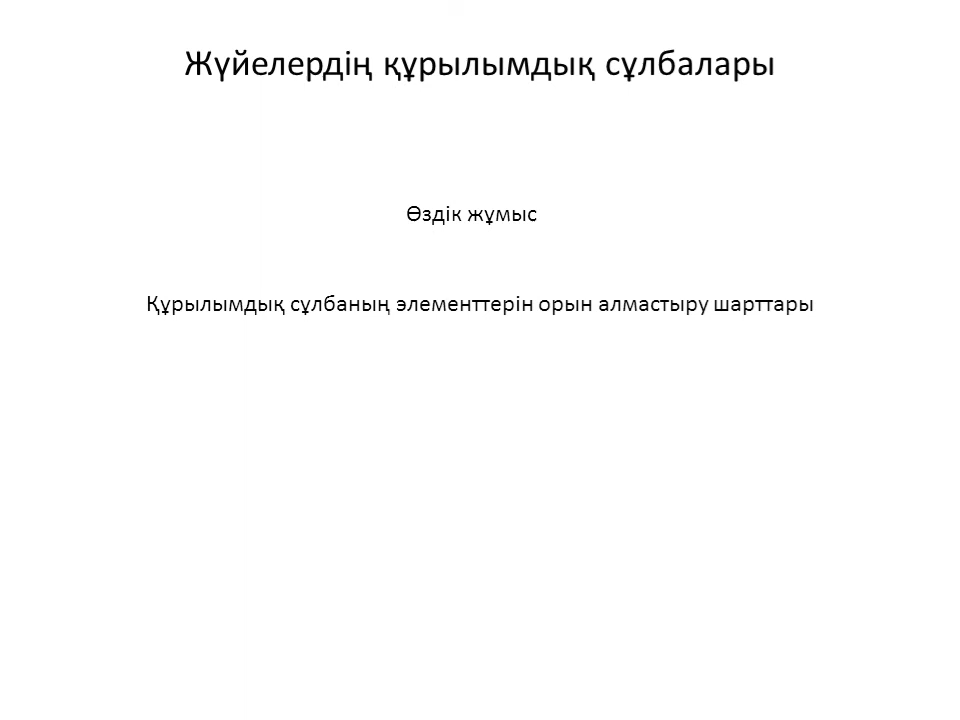 Жүйелердің құрылымдық сұлбалары
Өздік жұмыс
Құрылымдық сұлбаның элементтерін орын алмастыру шарттары